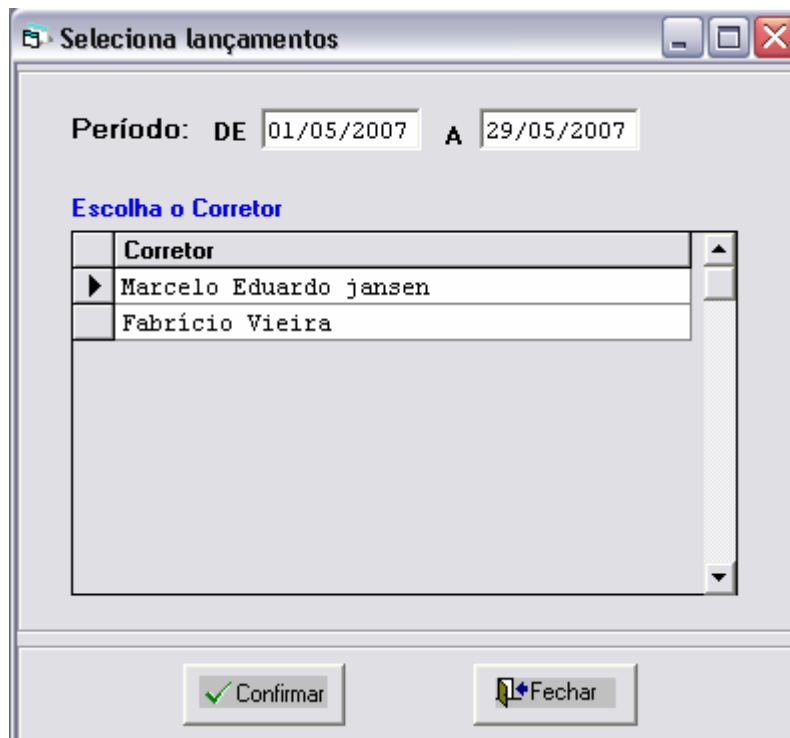 Seleciona lançamentos
Período: DE 01/05/2007 A 29/05/2007
Escolha o Corretor
Corretor
Marcelo Eduardo jansen
Fabrício Vieira
Confirmar Fechar